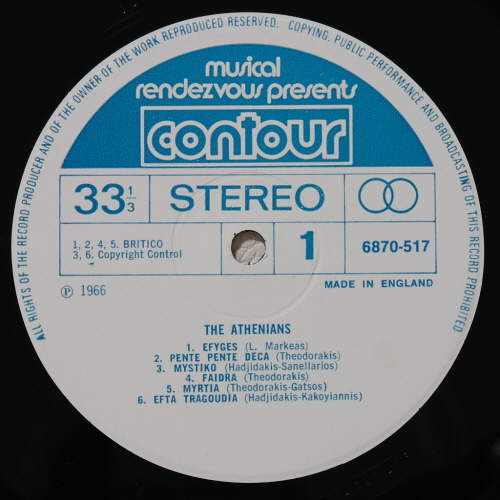 ALL RIGHTS OF THE RECORD PRODUCER AND OF THE OWNER OF THE WORK REPRODUCED RESERVED. COPYING, PUBLIC PERFORMANCE AND BROADCASTING OF THIS RECORD PROHIBITED
musical
rendezvous presents
contour
33 1/3 STEREO
1, 2, 4, 5. BRITICO
3, 6. Copyright Control
1 6870-517
℗ 1966
MADE IN ENGLAND
THE ATHENIANS
1. EFYGES (L. Markeas)
2. PENTE PENTE DECA (Theodorakis)
3. MYSTIKO (Hadjidakis-Sanellarios)
4. FAIDRA (Theodorakis)
5. MYRTIA (Theodorakis-Gatsos)
6. EFTA TRAGOUDIA (Hadjidakis-Kakoyiannis)